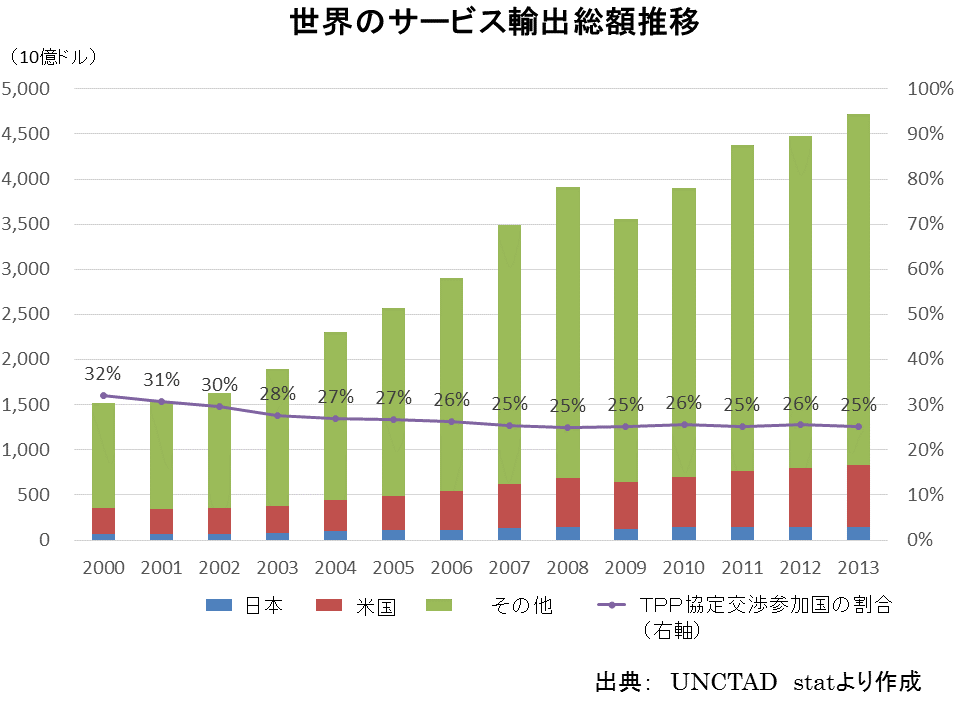 世界のサービス輸出総額推移
（10億ドル）
5,000 100%
4,500 90%
4,000 80%
3,500 70%
3,000 60%
2,500 50%
2,000 40%
32% 31% 30% 28% 27% 27% 26% 25% 25% 25% 26% 25% 26% 25%
1,500 30%
1,000 20%
500 10%
0 0%
2000 2001 2002 2003 2004 2005 2006 2007 2008 2009 2010 2011 2012 2013
日本 米国 その他 TPP協定交渉参加国の割合
（右軸）
出典： UNCTAD statより作成